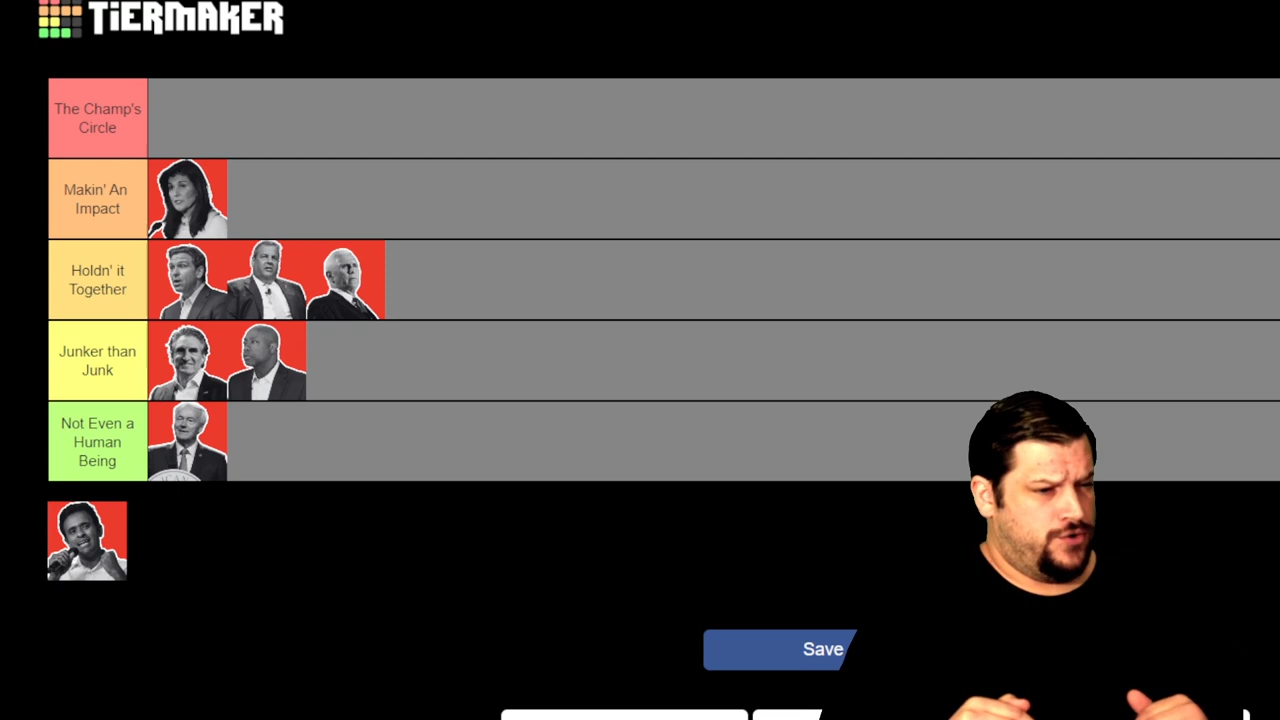 TiERMAKER
The Champ's
Circle
Makin' An
Impact
Holdn' it
Together
Junker than
Junk
Not Even a
Human
Being
Save